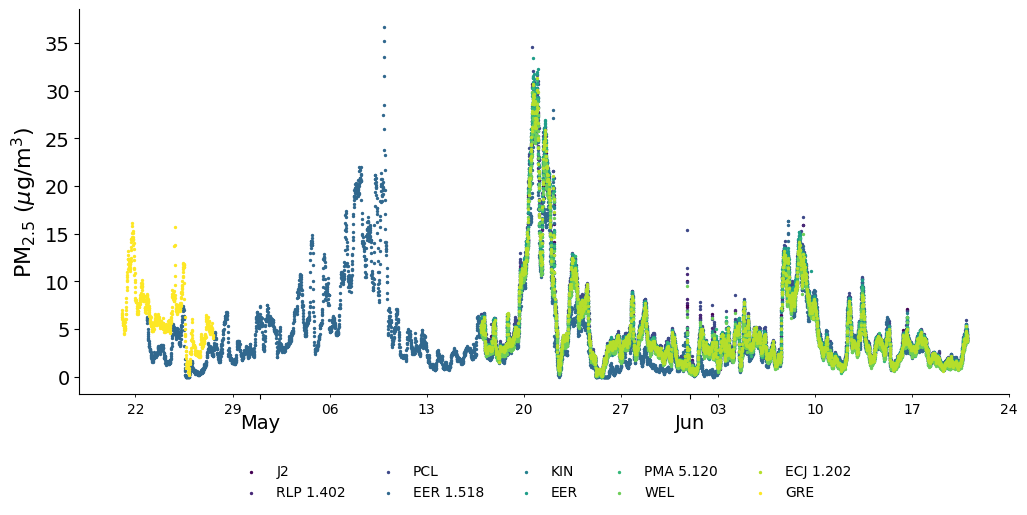 PM2.5 (μg/m3)
35
30
25
20
15
10
5
0
22 29 06 13 20 27 03 10 17 24
May Jun
J2 PCL KIN PMA 5.120 ECJ 1.202
RLP 1.402 EER 1.518 EER WEL GRE